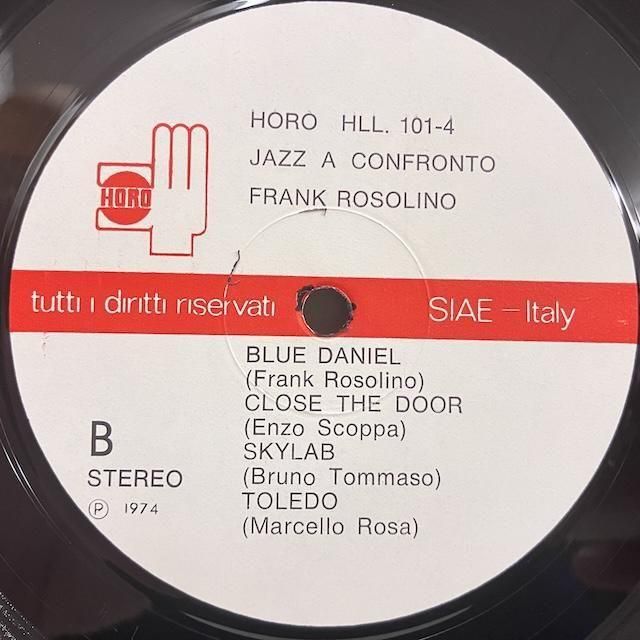 HORO HLL. 101-4
JAZZ A CONFRONTO
FRANK ROSOLINO
HORO
tutti i diritti riservati SIAE - Italy
BLUE DANIEL
(Frank Rosolino)
CLOSE THE DOOR
(Enzo Scoppa)
SKYLAB
(Bruno Tommaso)
TOLEDO
(Marcello Rosa)
B
STEREO
℗ 1974